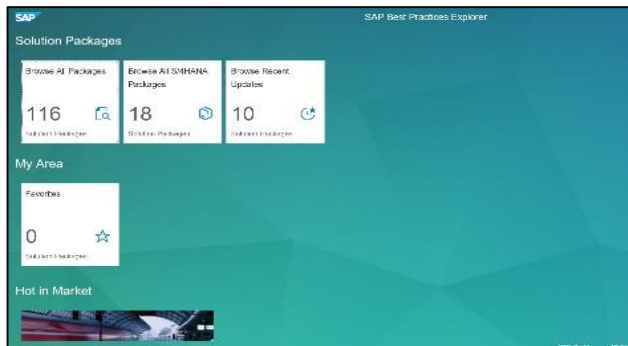 SAP
SAP Best Practices Explorer
Solution Packages
Browse All Packages
116
Solution Packages
Browse All S/4HANA
Packages
18
Solution Packages
Browse Recent
Updates
10
Solution Packages
My Area
Favorites
0
Solution Packages
Hot in Market